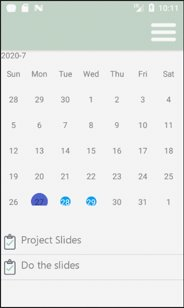 10:11
2020-7
Sun Mon Tue Wed Thu Fri Sat
28 29 30 1 2 3 4
5 6 7 8 9 10 11
12 13 14 15 16 17 18
19 20 21 22 23 24 25
26 27 28 29 30 31 1
Project Slides
Do the slides